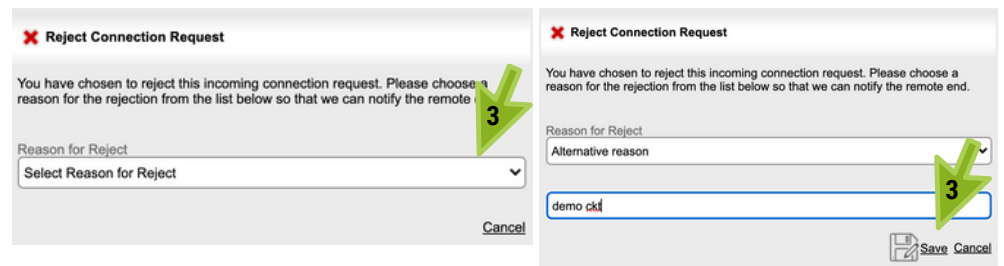 Reject Connection Request
You have chosen to reject this incoming connection request. Please choose a
reason for the rejection from the list below so that we can notify the remote
3
Reason for Reject
Select Reason for Reject
Cancel
Reject Connection Request
You have chosen to reject this incoming connection request. Please choose a
reason for the rejection from the list below so that we can notify the remote end.
Reason for Reject
Alternative reason
3
demo ckt
Save Cancel